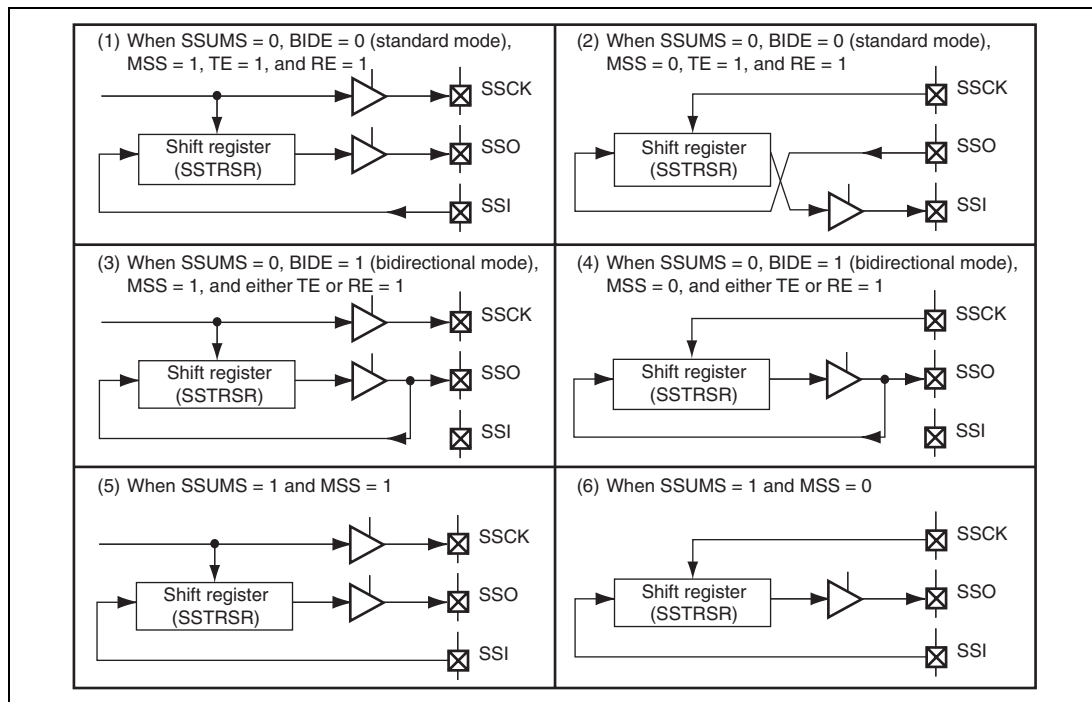 (1) When SSUMS = 0, BIDE = 0 (standard mode),
MSS = 1, TE = 1, and RE = 1
SSCK
Shift register
(SSTRSR)
SSO
SSI
(2) When SSUMS = 0, BIDE = 0 (standard mode),
MSS = 0, TE = 1, and RE = 1
SSCK
Shift register
(SSTRSR)
SSO
SSI
(3) When SSUMS = 0, BIDE = 1 (bidirectional mode),
MSS = 1, and either TE or RE = 1
SSCK
Shift register
(SSTRSR)
SSO
SSI
(4) When SSUMS = 0, BIDE = 1 (bidirectional mode),
MSS = 0, and either TE or RE = 1
SSCK
Shift register
(SSTRSR)
SSO
SSI
(5) When SSUMS = 1 and MSS = 1
SSCK
Shift register
(SSTRSR)
SSO
SSI
(6) When SSUMS = 1 and MSS = 0
SSCK
Shift register
(SSTRSR)
SSO
SSI